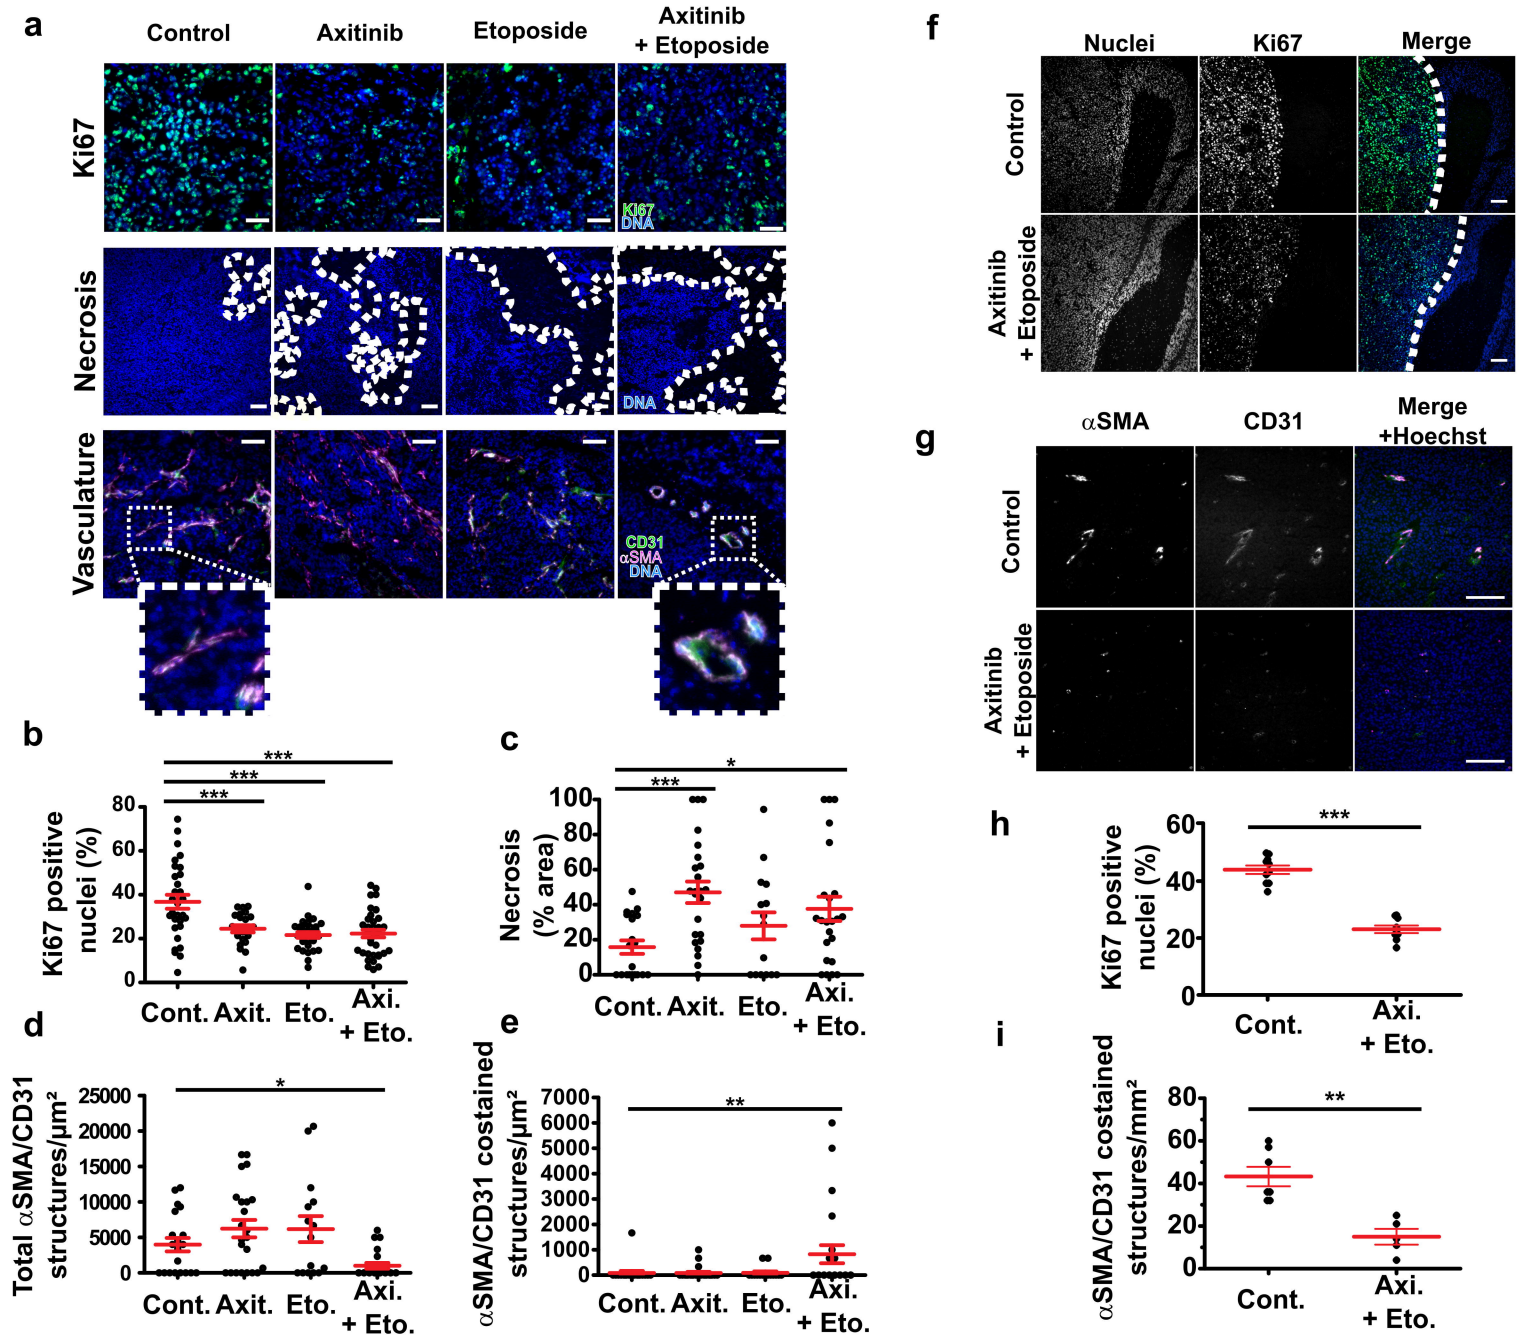 a
Control
Axitinib
Etoposide
Axitinib
+ Etoposide
Ki67
Ki67
DNA
Necrosis
DNA
Vasculature
CD31
αSMA
DNA
b
***
***
***
Ki67 positive
nuclei (%)
80
60
40
20
0
Cont.
Axit.
Eto.
Axi.
+ Eto.
c
*
***
Necrosis
(% area)
100
80
60
40
20
0
Cont.
Axit.
Eto.
Axi.
+ Eto.
d
*
Total αSMA/CD31
structures/µm²
25000
20000
15000
10000
5000
0
Cont.
Axit.
Eto.
Axi.
+ Eto.
e
**
αSMA/CD31 costained
structures/µm²
7000
6000
5000
4000
3000
2000
1000
0
Cont.
Axit.
Eto.
Axi.
+ Eto.
f
Nuclei
Ki67
Merge
Control
Axitinib
+ Etoposide
g
αSMA
CD31
Merge
+Hoechst
Control
Axitinib
+ Etoposide
h
***
Ki67 positive
nuclei (%)
60
40
20
0
Cont.
Axi.
+ Eto.
i
**
αSMA/CD31 costained
structures/mm²
80
60
40
20
0
Cont.
Axi.
+ Eto.